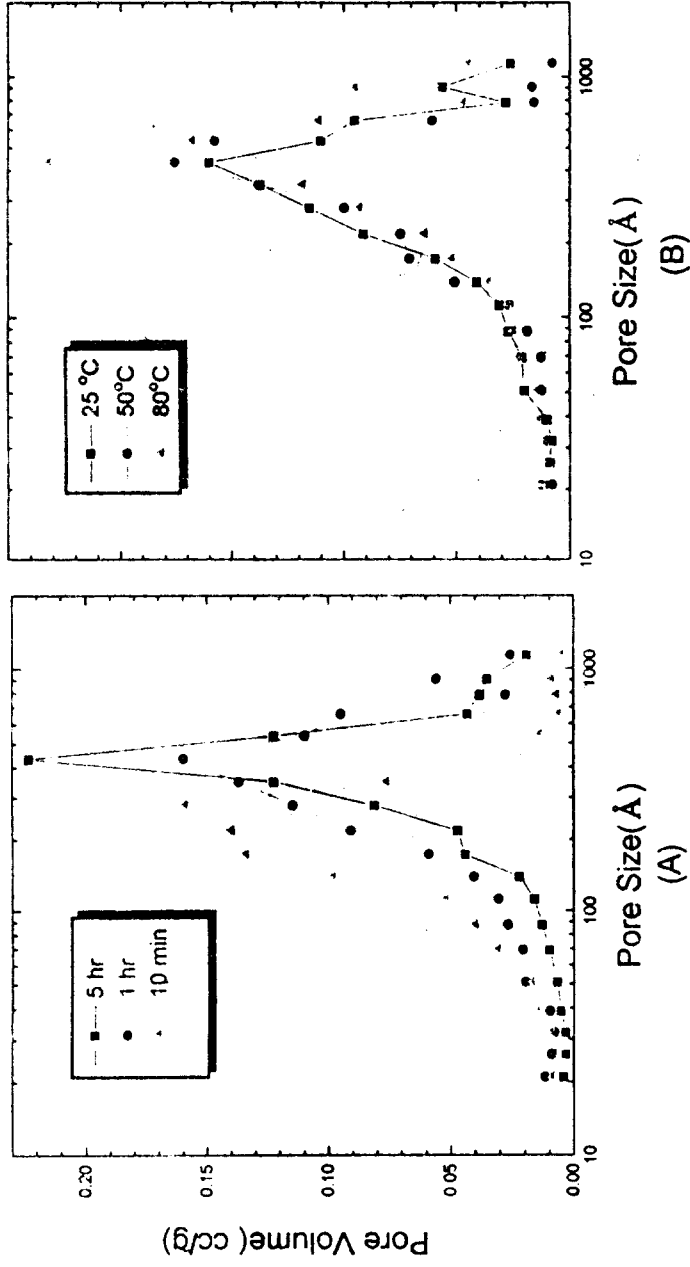 Pore Volume( cc/g)
0.20
0.15
0.10
0.05
0.00
5 hr
1 hr
10 min
10
100
1000
Pore Size(Å)
(A)
25 °C
50°C
80°C
10
100
1000
Pore Size(Å)
(B)